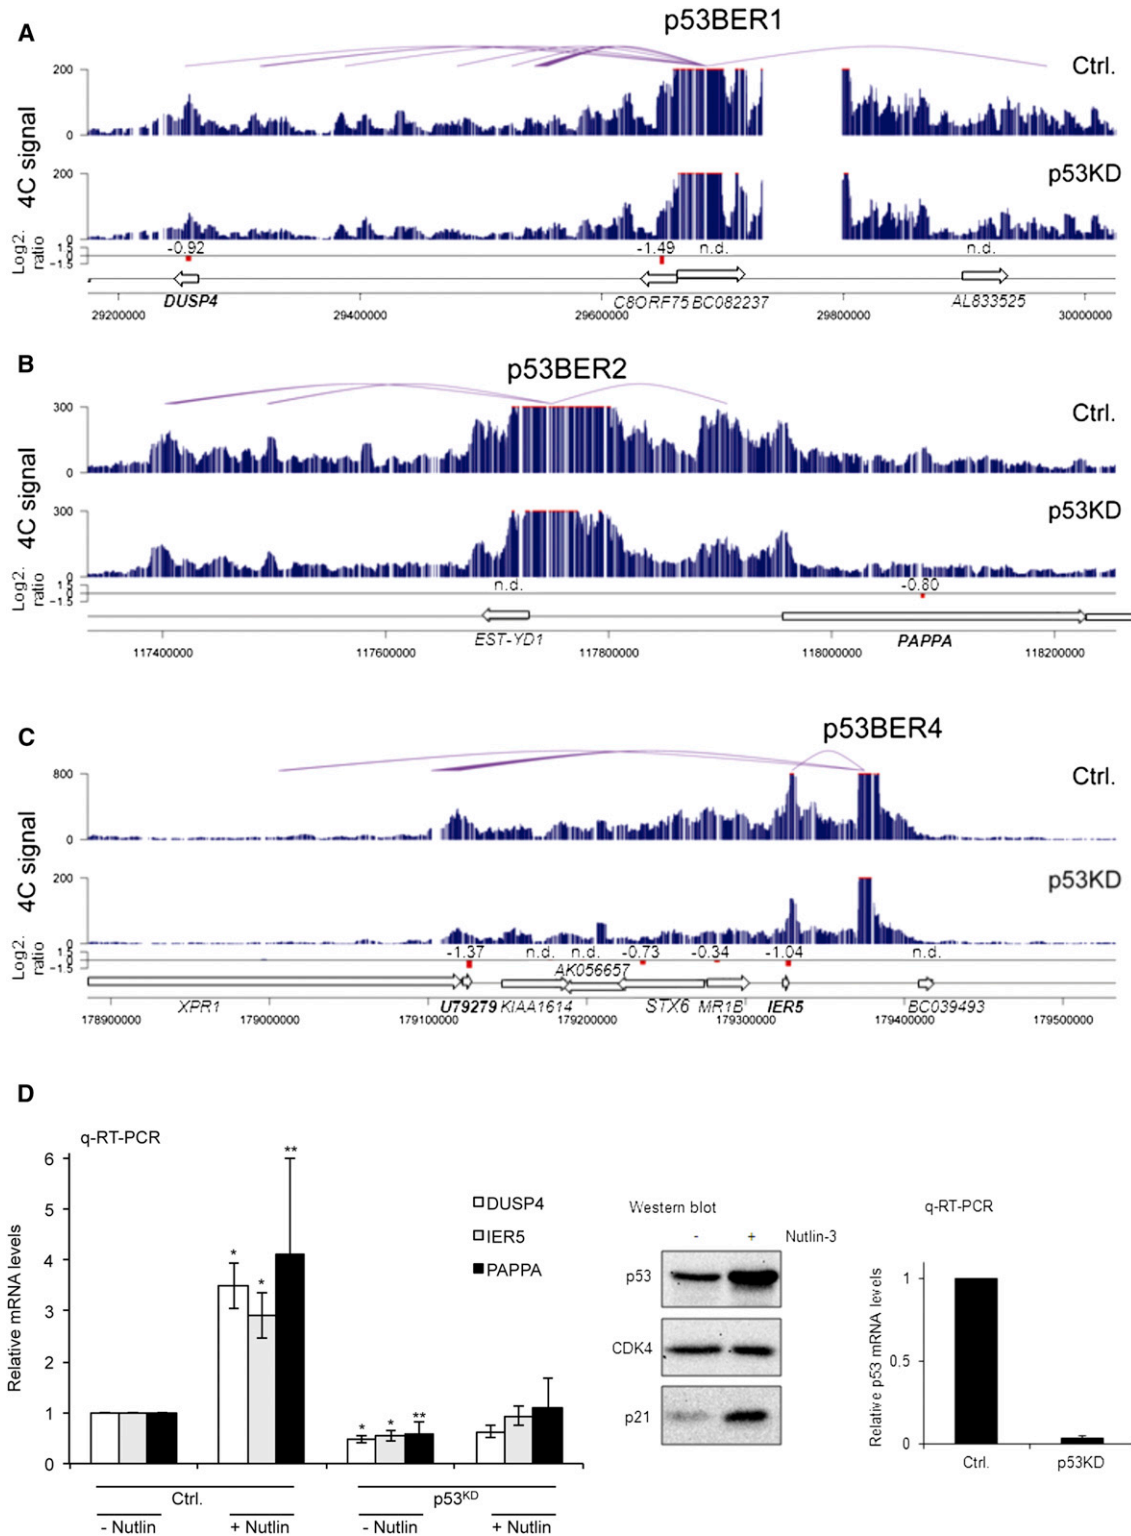 A
p53BER1
Ctrl.
200
0
4C signal
p53KD
200
0
Log2. ratio
1.5
0
-1.5
-0.92
-1.49
n.d.
n.d.
DUSP4
C8ORF75
BC082237
AL833525
29200000
29400000
29600000
29800000
30000000
B
p53BER2
Ctrl.
300
0
4C signal
p53KD
300
0
Log2. ratio
1.5
0
-1.5
n.d.
-0.80
EST-YD1
PAPPA
117400000
117600000
117800000
118000000
118200000
C
p53BER4
Ctrl.
800
400
0
4C signal
p53KD
200
0
Log2. ratio
1.5
0
-1.5
-1.37
n.d.
n.d.
-0.73
-0.34
-1.04
n.d.
AK056657
XPR1
U79279
KIAA1614
STX6
MR1B
IER5
BC039493
178900000
179000000
179100000
179200000
179300000
179400000
179500000
D
q-RT-PCR
Relative mRNA levels
6
5
4
3
2
1
0
*
*
**
*
*
**
DUSP4
IER5
PAPPA
Ctrl.
p53KD
- Nutlin
+ Nutlin
- Nutlin
+ Nutlin
Western blot
-
+
Nutlin-3
p53
CDK4
p21
q-RT-PCR
Relative p53 mRNA levels
1
0.5
0
Ctrl.
p53KD